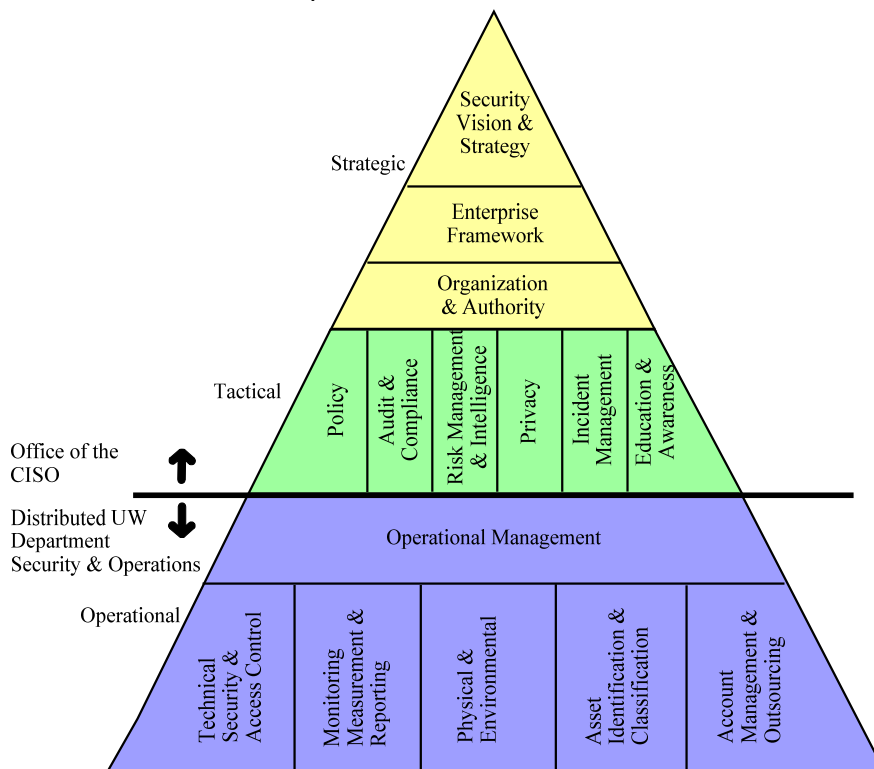 Security
Vision &
Strategy
Strategic
Enterprise
Framework
Organization
& Authority
Tactical
Policy
Audit &
Compliance
Risk Management
& Intelligence
Privacy
Incident
Management
Education &
Awareness
Office of the
CISO
Distributed UW
Department
Security & Operations
Operational Management
Operational
Technical
Security &
Access Control
Monitoring
Measurement &
Reporting
Physical &
Environmental
Asset
Identification &
Classification
Account
Management &
Outsourcing